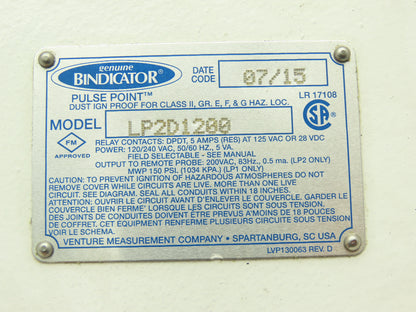 genuine
BINDICATOR®
DATE CODE 07/15
PULSE POINT™
LR 17108
DUST IGN PROOF FOR CLASS II, GR. E, F, & G HAZ. LOC.
MODEL LP2D1200
FM
APPROVED
SA
RELAY CONTACTS: DPDT, 5 AMPS (RES) AT 125 VAC OR 28 VDC
POWER: 120/240 VAC, 50/60 HZ., 5 VA.
FIELD SELECTABLE - SEE MANUAL
OUTPUT TO REMOTE PROBE: 200VAC, 83Hz, 0.5 ma. (LP2 ONLY)
MWP 150 PSL (1034 KPA.) (LP1 ONLY)
CAUTION: TO PREVENT IGNITION OF HAZARDOUS ATMOSPHERES DO NOT
REMOVE COVER WHILE CIRCUITS ARE LIVE. MORE THAN ONE LIVE
CIRCUIT. SEE DIAGRAM. SEAL ALL CONDUITS WITHIN 18 INCHES.
ATTENTION: OUVRIR LE CIRCUIT AVANT D'ENLEVER LE COUVERCLE. GARDER LE
COUVERCLE BIEN FERME' LORSQUE LES CIRCUITS SONT SOUS TENSION.
DES JOINTS DE CONDUITS DOIVENT ÊTRE PREVUS A'MOINS DE 18 POUCES
DE COFFRET. CET EQUIPMENT RENFERME PLUSIEURS CIRCUITS SOUS TENSION
VOIR LE SCHEMA.
VENTURE MEASUREMENT COMPANY • SPARTANBURG, SC USA
LVP130063 REV. D